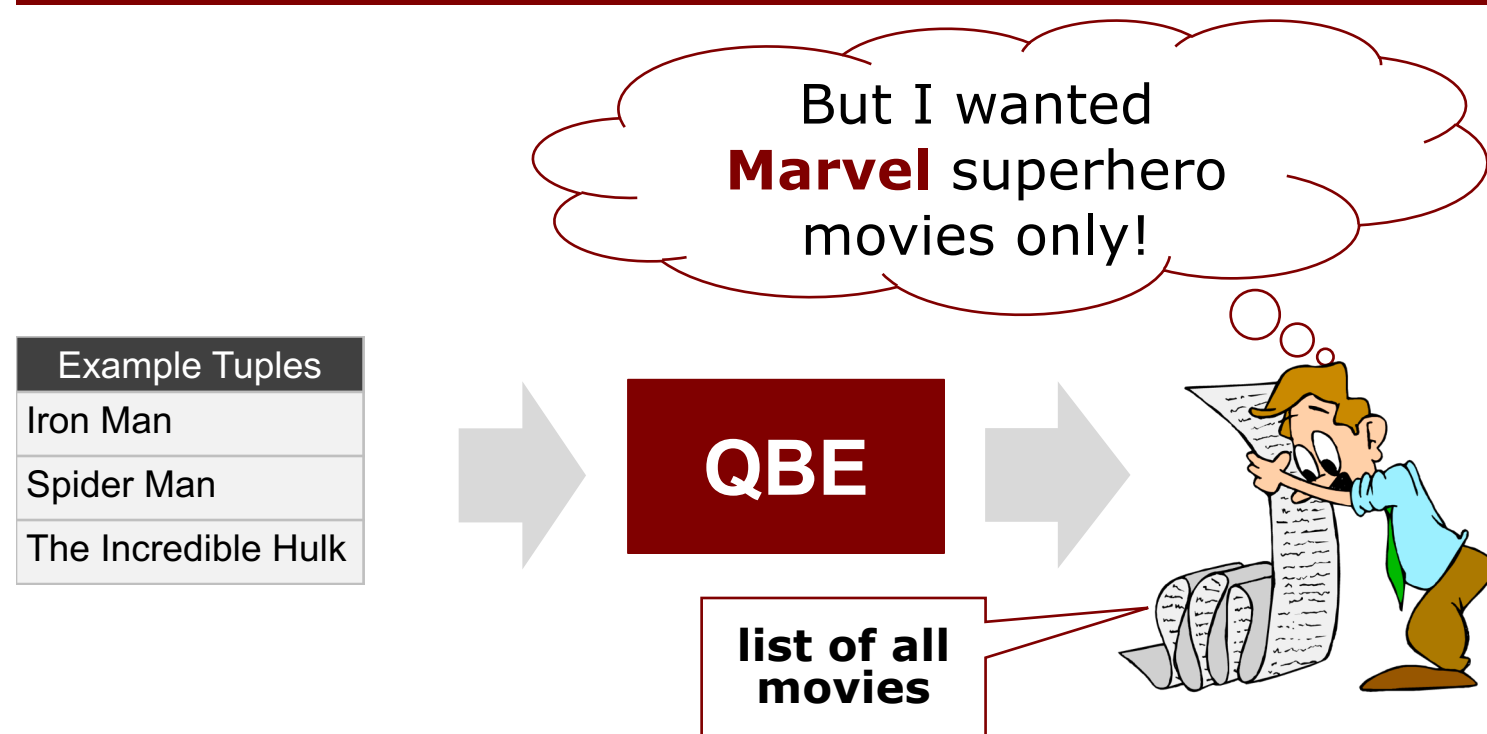 But I wanted
Marvel superhero
movies only!
Example Tuples
Iron Man
Spider Man
The Incredible Hulk
QBE
list of all
movies